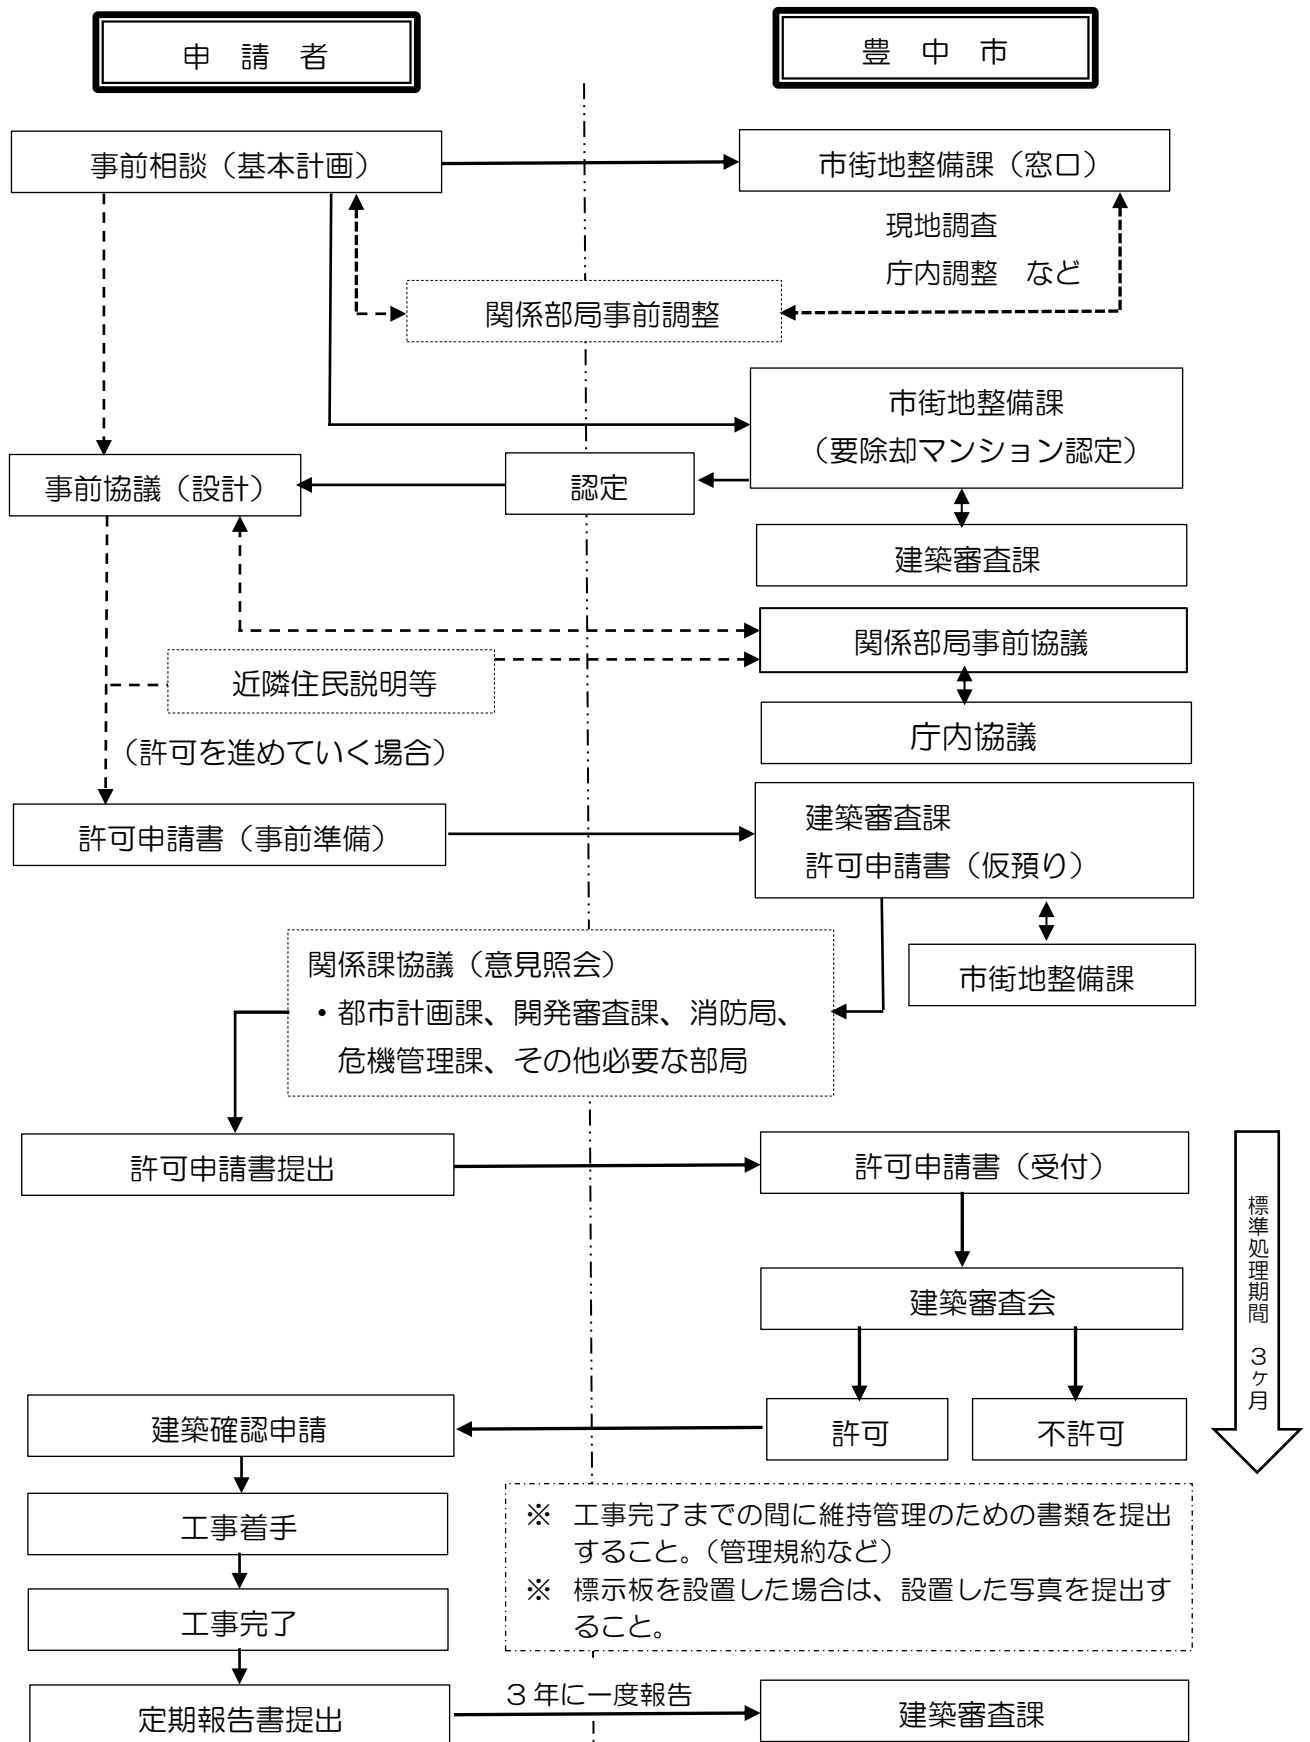 申　請　者
豊　中　市
事前相談（基本計画）
市街地整備課（窓口）
現地調査
庁内調整　など
関係部局事前調整
市街地整備課
（要除却マンション認定）
事前協議（設計）
認定
建築審査課
関係部局事前協議
近隣住民説明等
庁内協議
（許可を進めていく場合）
許可申請書（事前準備）
建築審査課
許可申請書（仮預り）
関係課協議（意見照会）
・都市計画課、開発審査課、消防局、
危機管理課、その他必要な部局
市街地整備課
許可申請書提出
許可申請書（受付）
標準処理期間　３ヶ月
建築審査会
建築確認申請
許可
不許可
工事着手
※　工事完了までの間に維持管理のための書類を提出
すること。（管理規約など）
※　標示板を設置した場合は、設置した写真を提出す
ること。
工事完了
３年に一度報告
定期報告書提出
建築審査課